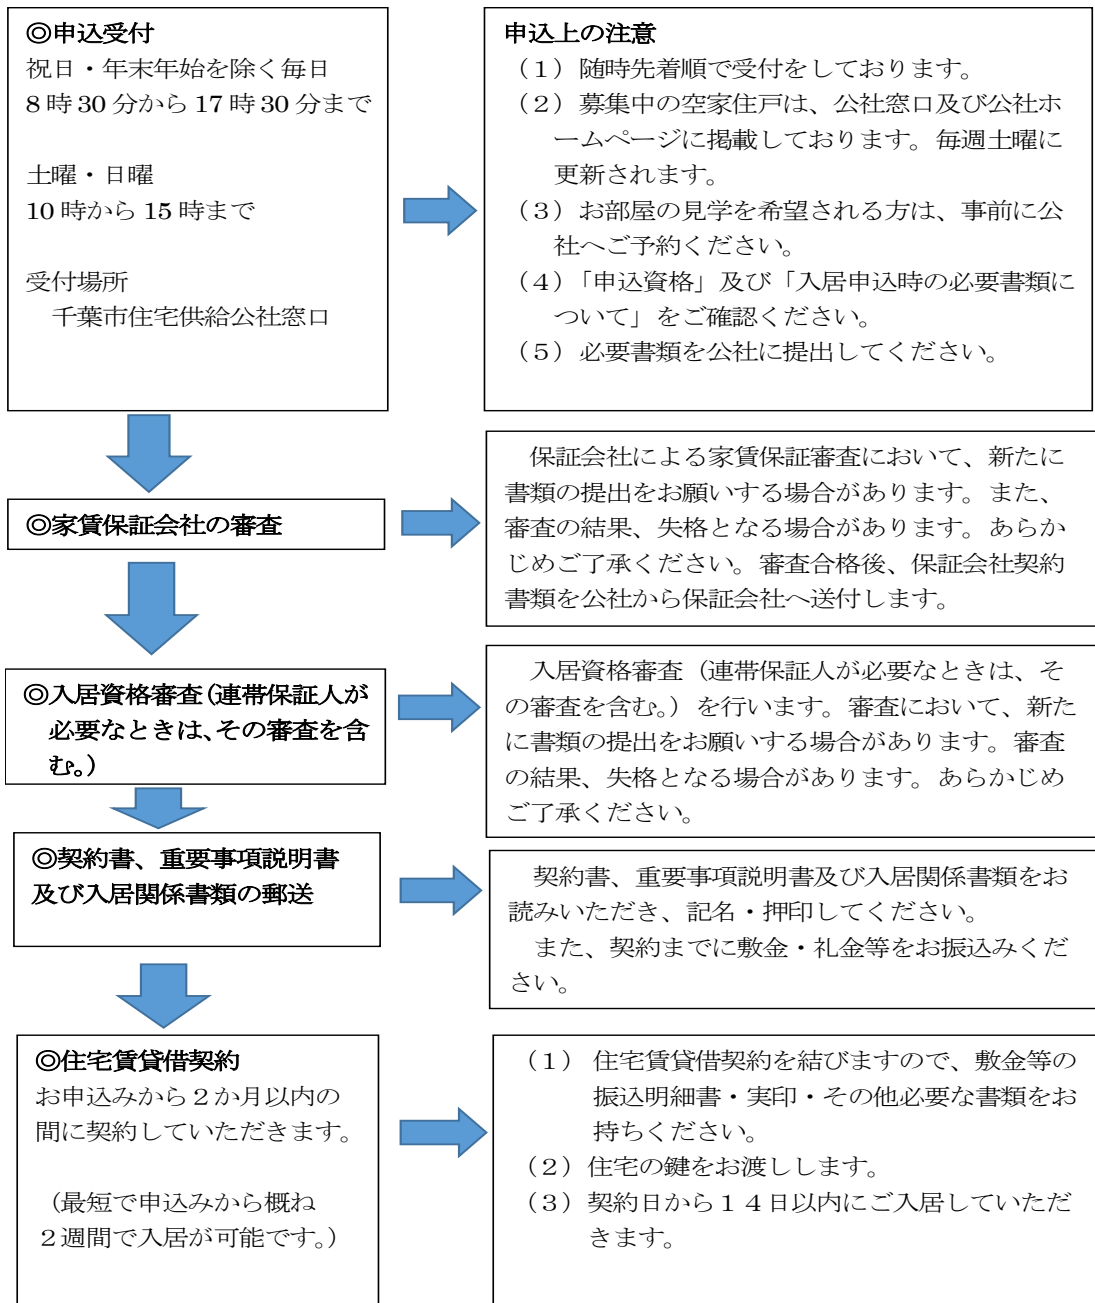 ◎申込受付
祝日・年末年始を除く毎日
8時30分から17時30分まで
土曜・日曜
10時から15時まで
受付場所
千葉市住宅供給公社窓口
申込上の注意
（１）随時先着順で受付をしております。
（２）募集中の空家住戸は、公社窓口及び公社ホ
ームページに掲載しております。毎週土曜に
更新されます。
（３）お部屋の見学を希望される方は、事前に公
社へご予約ください。
（４）「申込資格」及び「入居申込時の必要書類に
ついて」をご確認ください。
（５）必要書類を公社に提出してください。
◎家賃保証会社の審査
保証会社による家賃保証審査において、新たに
書類の提出をお願いする場合があります。また、
審査の結果、失格となる場合があります。あらか
じめご了承ください。審査合格後、保証会社契約
書類を公社から保証会社へ送付します。
◎入居資格審査（連帯保証人が
必要なときは、その審査を含
む。）
入居資格審査（連帯保証人が必要なときは、そ
の審査を含む。）を行います。審査において、新た
に書類の提出をお願いする場合があります。審査
の結果、失格となる場合があります。あらかじめ
ご了承ください。
◎契約書、重要事項説明書
及び入居関係書類の郵送
契約書、重要事項説明書及び入居関係書類をお
読みいただき、記名・押印してください。
また、契約までに敷金・礼金等をお振込みくだ
さい。
◎住宅賃貸借契約
お申込みから２か月以内の
間に契約していただきます。
（最短で申込みから概ね
２週間で入居が可能です。）
（１） 住宅賃貸借契約を結びますので、敷金等の
振込明細書・実印・その他必要な書類をお
持ちください。
（２）住宅の鍵をお渡しします。
（３）契約日から１４日以内にご入居していただ
きます。